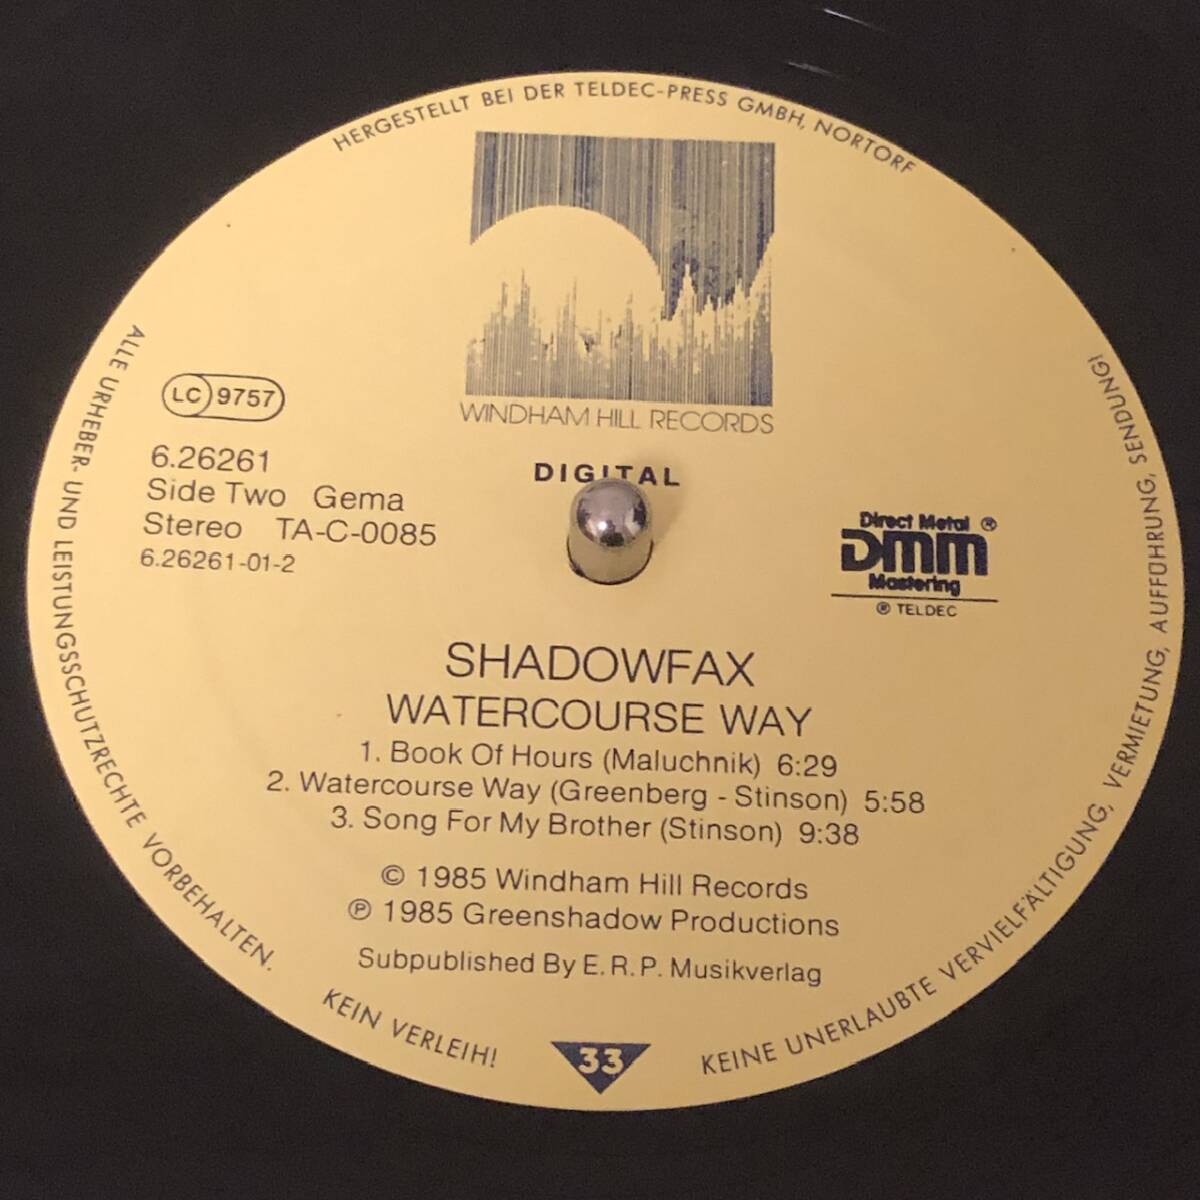 HERGESTELLT BEI DER TELDEC-PRESS GMBH, NORTORF
WINDHAM HILL RECORDS
DIGITAL
LC 9757
6.26261
Side Two Gema
Stereo TA-C-0085
6.26261-01-2
Direct Metal ®
DMM
Mastering
® TELDEC
SHADOWFAX
WATERCOURSE WAY
1. Book Of Hours (Maluchnik) 6:29
2. Watercourse Way (Greenberg - Stinson) 5:58
3. Song For My Brother (Stinson) 9:38
© 1985 Windham Hill Records
℗ 1985 Greenshadow Productions
Subpublished By E.R.P. Musikverlag
33
ALLE URHEBER- UND LEISTUNGSSCHUTZRECHTE VORBEHALTEN.
KEIN VERLEIH!
KEINE UNERLAUBTE VERVIELFÄLTIGUNG, VERMIETUNG, AUFFÜHRUNG, SENDUNG!